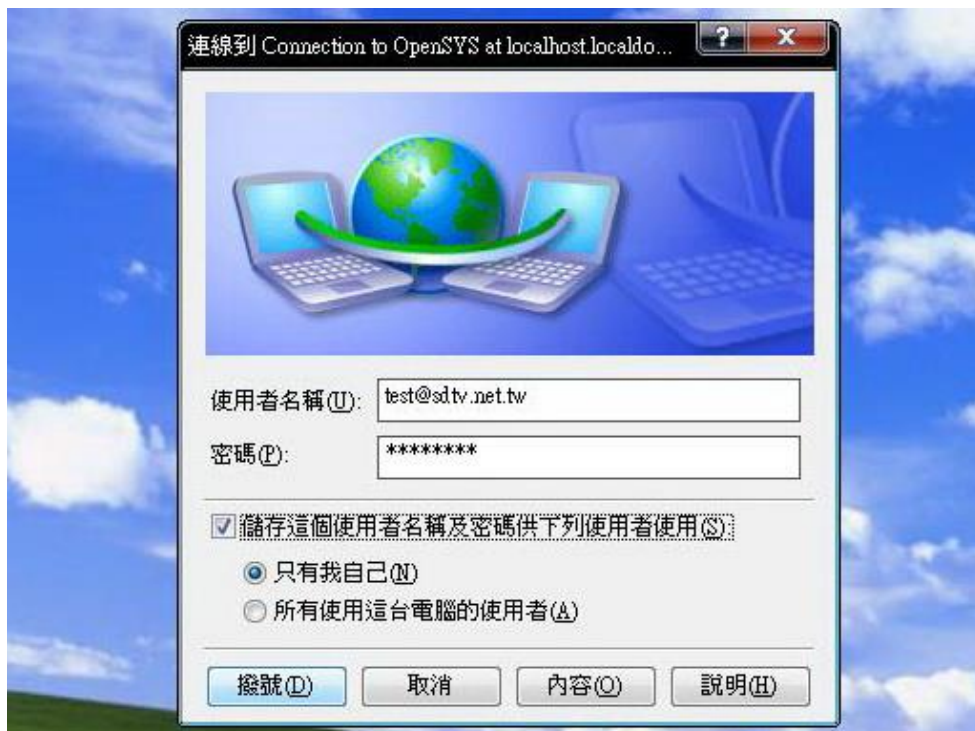 連線到 Connection to OpenSYS at localhost.localdo...
使用者名稱(U):
test@sdtv.net.tw
密碼(P):
********
儲存這個使用者名稱及密碼供下列使用者使用(S):
只有我自己(N)
所有使用這台電腦的使用者(A)
撥號(D) 取消 內容(O) 說明(H)